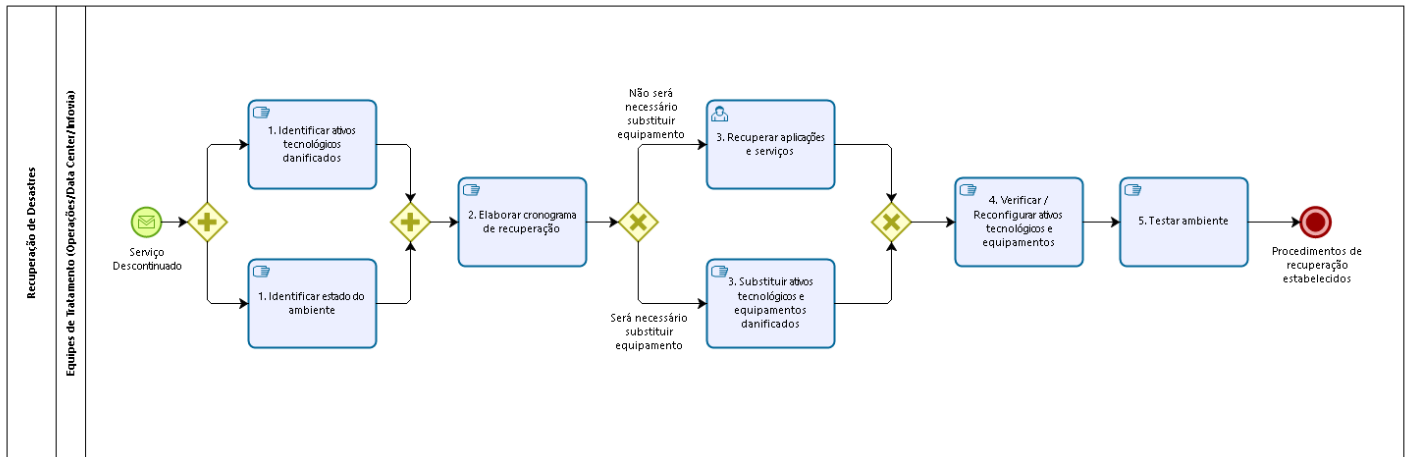 Recuperação de Desastres
Equipes de Tratamento (Operações/Data Center/Infovia)
Serviço
Descontinuado
1. Identificar ativos
tecnológicos
danificados
1. Identificar estado do
ambiente
2. Elaborar cronograma
de recuperação
Não será
necessário
substituir
equipamento
Será necessário
substituir
equipamento
3. Recuperar aplicações
e serviços
3. Substituir ativos
tecnológicos e
equipamentos
danificados
4. Verificar /
Reconfigurar ativos
tecnológicos e
equipamentos
5. Testar ambiente
Procedimentos de
recuperação
estabelecidos